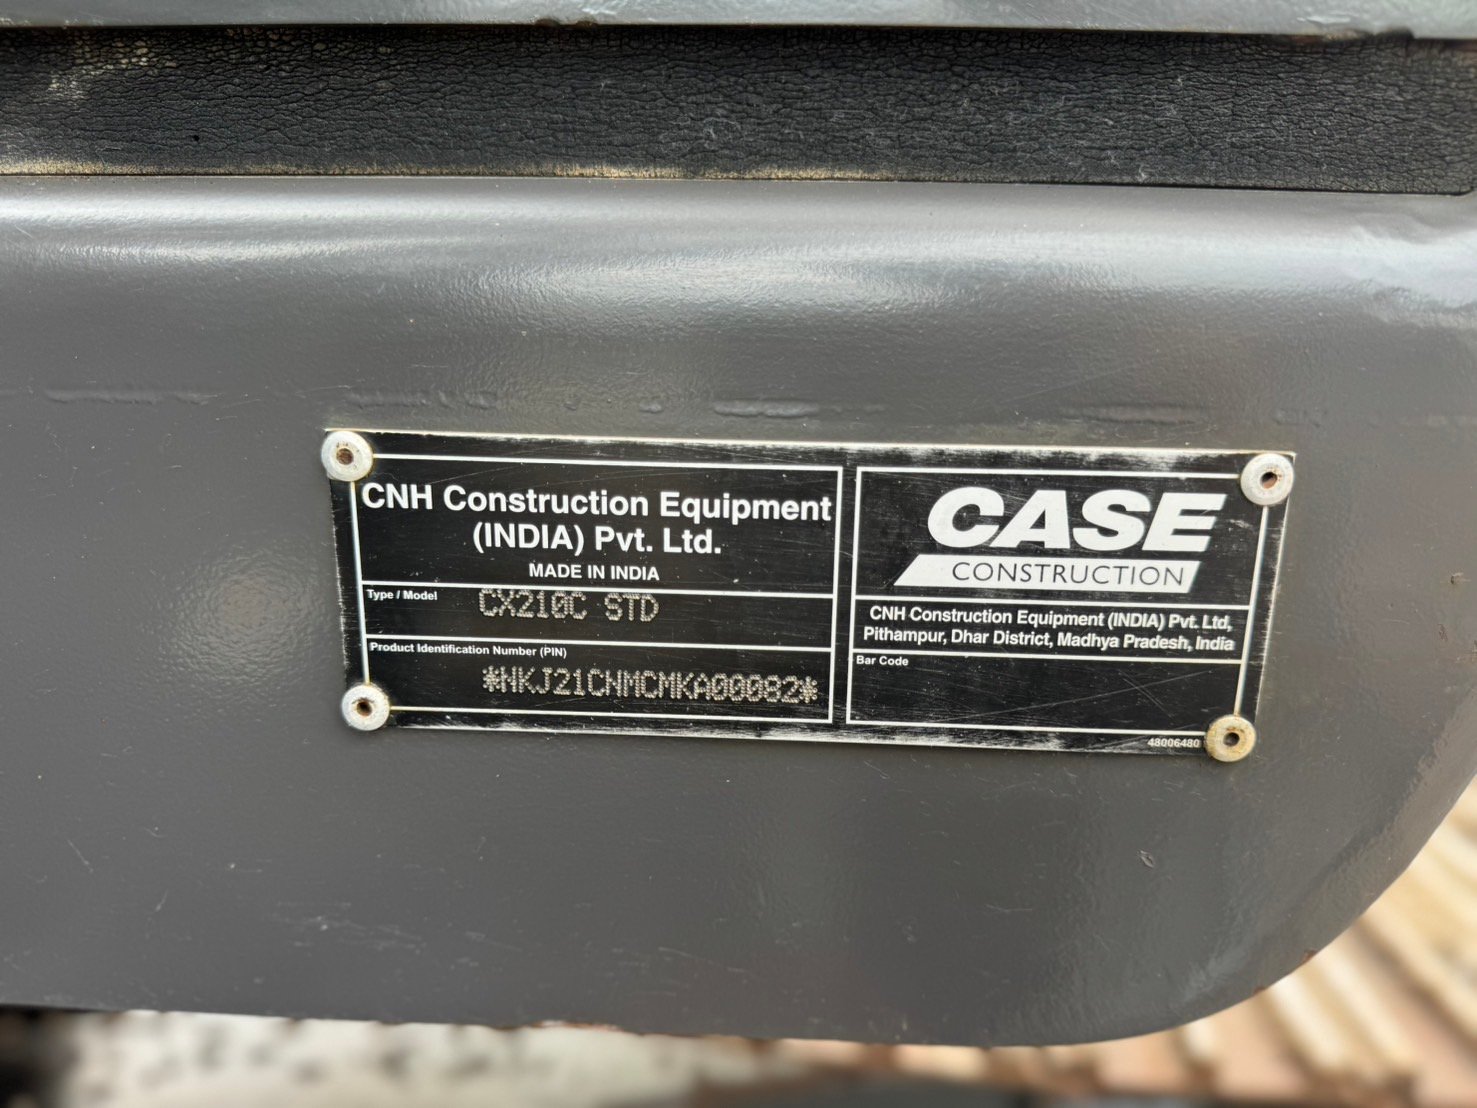 CNH Construction Equipment
(INDIA) Pvt. Ltd.
MADE IN INDIA
Type / Model
CX210C STD
Product Identification Number (PIN)
*NKJ21CNMCMKA00082*
CASE
CONSTRUCTION
CNH Construction Equipment (INDIA) Pvt. Ltd,
Pithampur, Dhar District, Madhya Pradesh, India
Bar Code
48006480